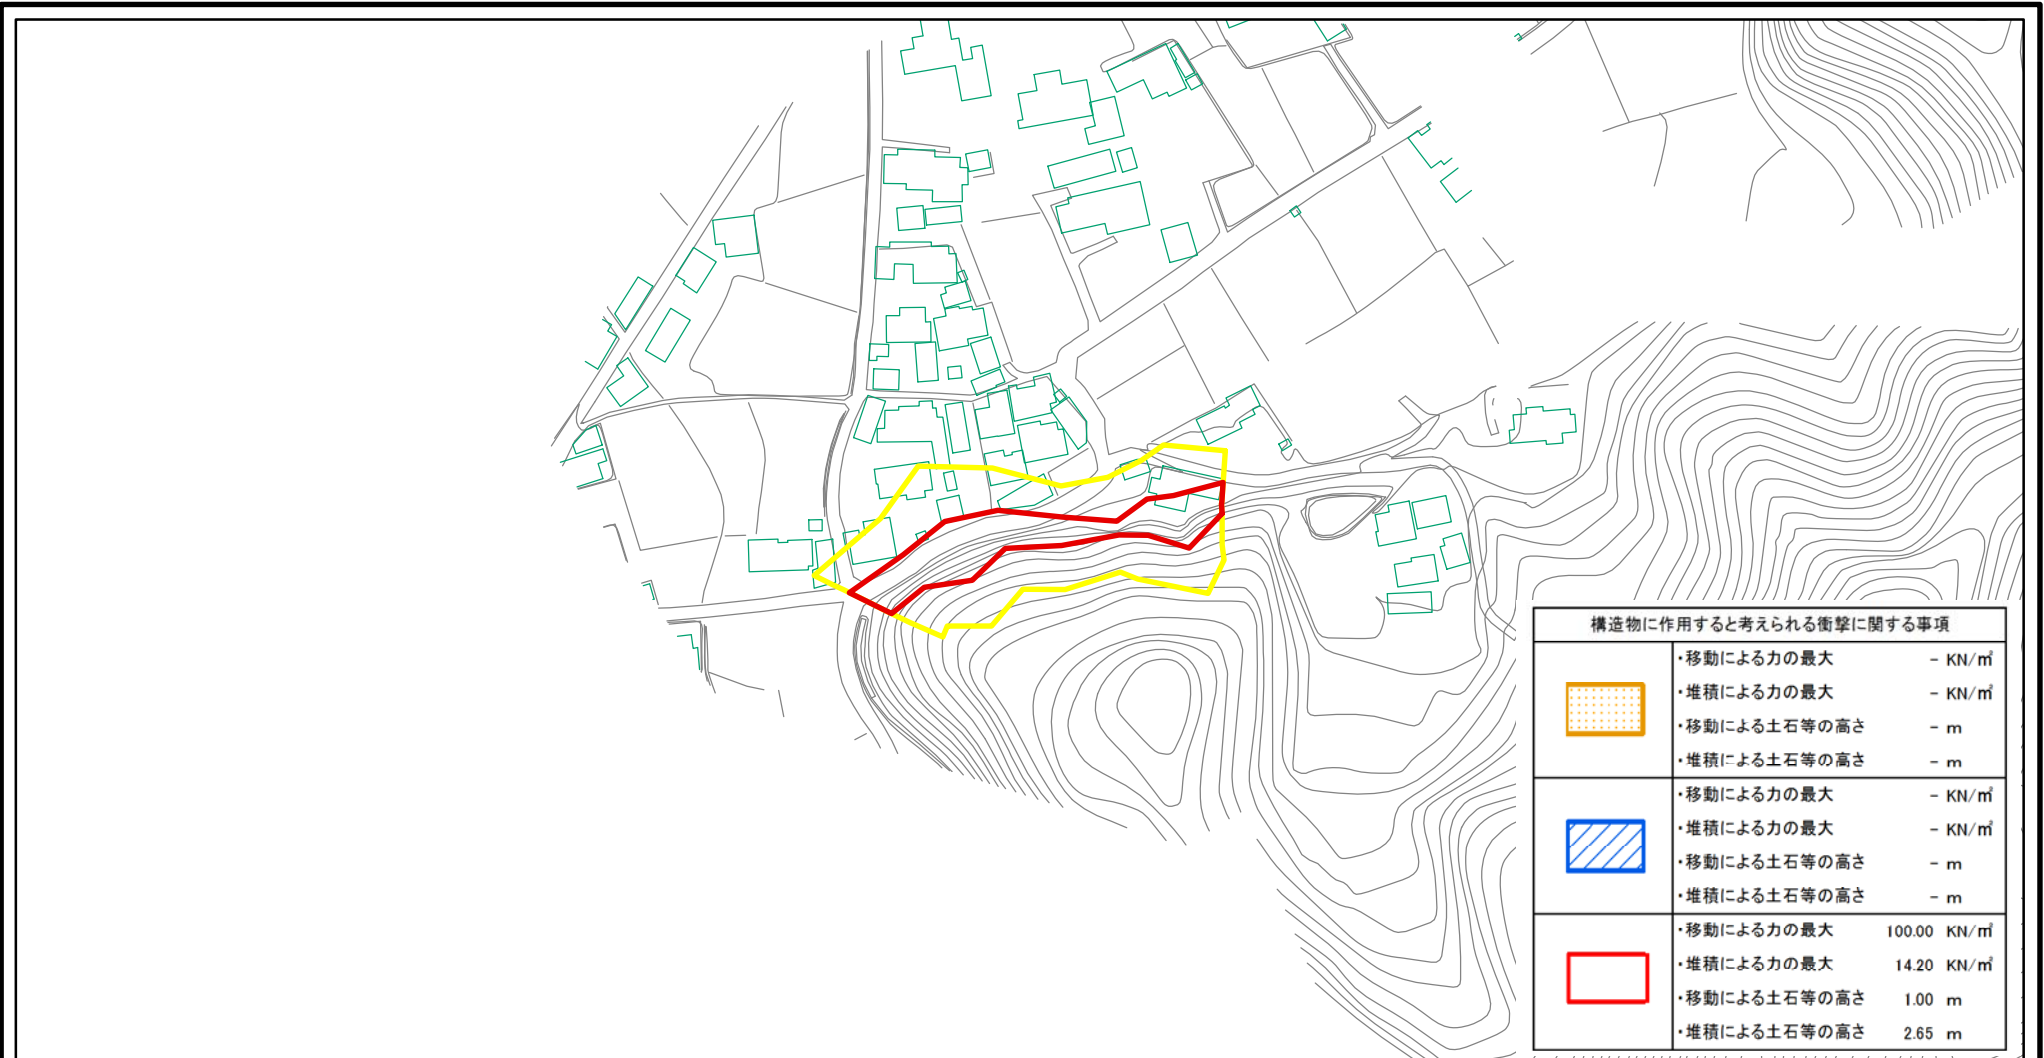 構造物に作用すると考えられる衝撃に関する事項
・移動による力の最大 - KN/㎡
・堆積による力の最大 - KN/㎡
・移動による土石等の高さ - m
・堆積による土石等の高さ - m
・移動による力の最大 - KN/㎡
・堆積による力の最大 - KN/㎡
・移動による土石等の高さ - m
・堆積による土石等の高さ - m
・移動による力の最大 100.00 KN/㎡
・堆積による力の最大 14.20 KN/㎡
・移動による土石等の高さ 1.00 m
・堆積による土石等の高さ 2.65 m